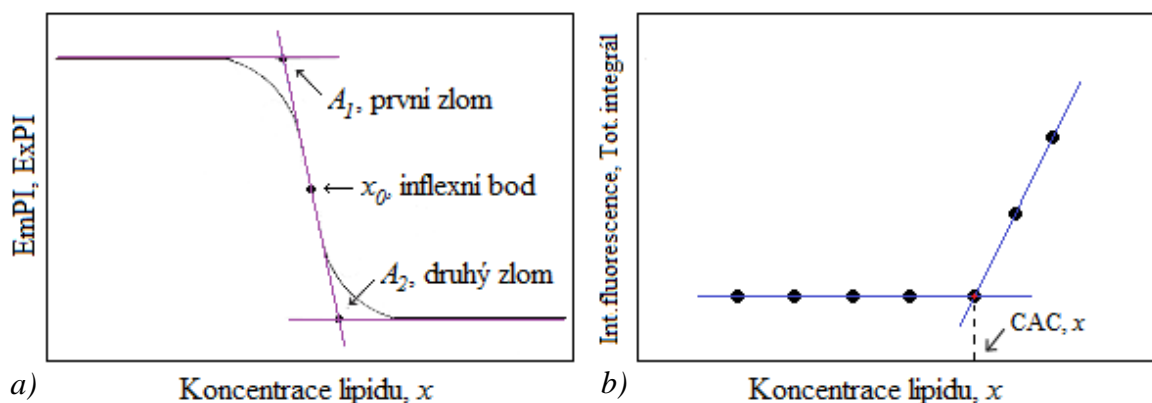 EmPI, ExPI
A₁, první zlom
x₀, inflexní bod
A₂, druhý zlom
Koncentrace lipidu, x
a)
Int.fluorescence, Tot. integrál
CAC, x
Koncentrace lipidu, x
b)